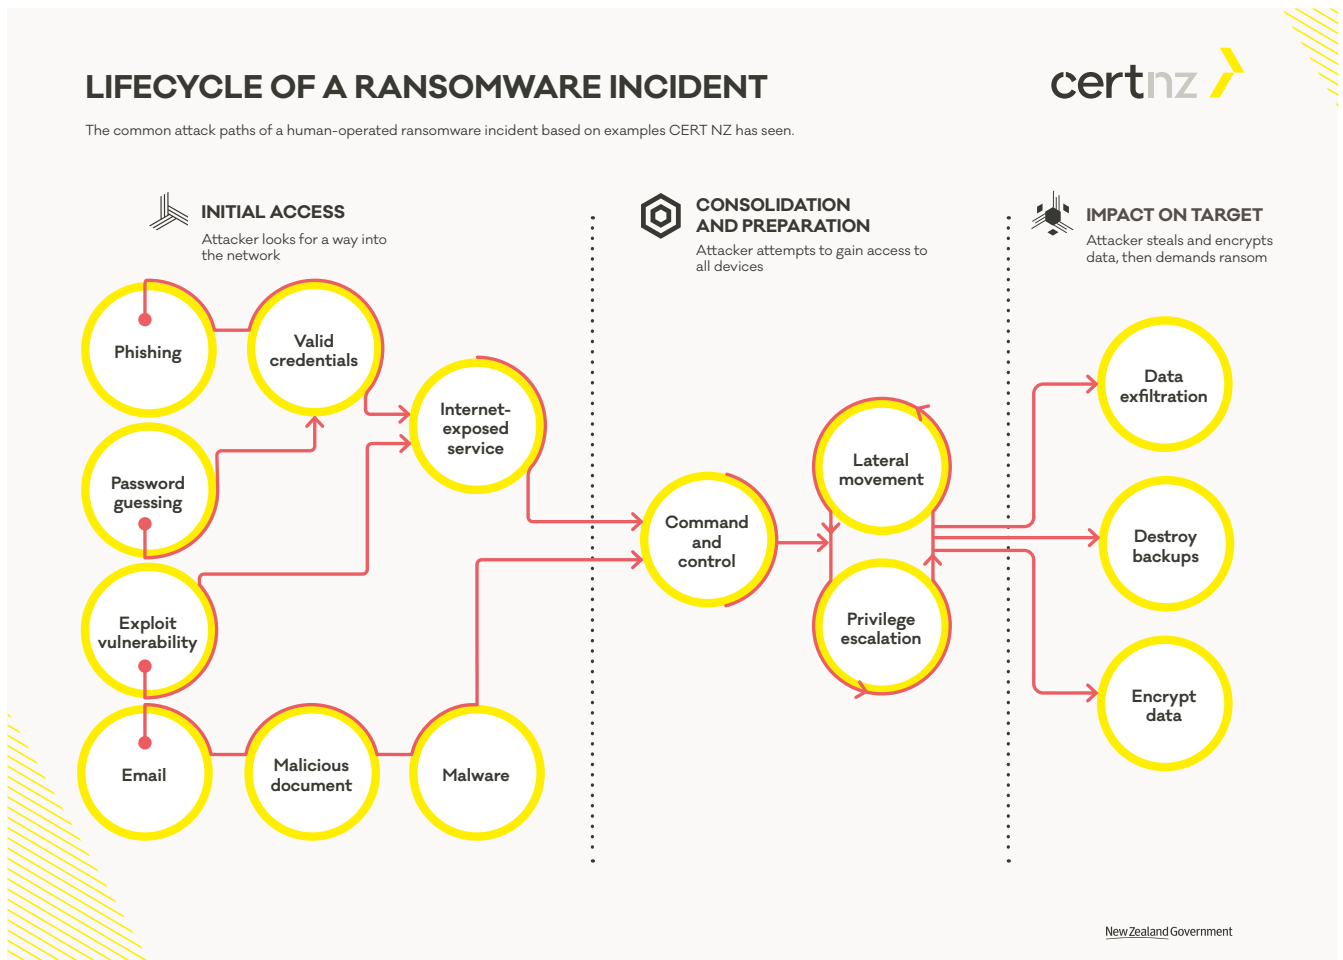 LIFECYCLE OF A RANSOMWARE INCIDENT
certnz
The common attack paths of a human-operated ransomware incident based on examples CERT NZ has seen.
INITIAL ACCESS
Attacker looks for a way into
the network
CONSOLIDATION
AND PREPARATION
Attacker attempts to gain access to
all devices
IMPACT ON TARGET
Attacker steals and encrypts
data, then demands ransom
Phishing
Valid
credentials
Internet-
exposed
service
Password
guessing
Exploit
vulnerability
Email
Malicious
document
Malware
Command
and
control
Lateral
movement
Privilege
escalation
Data
exfiltration
Destroy
backups
Encrypt
data
New Zealand Government